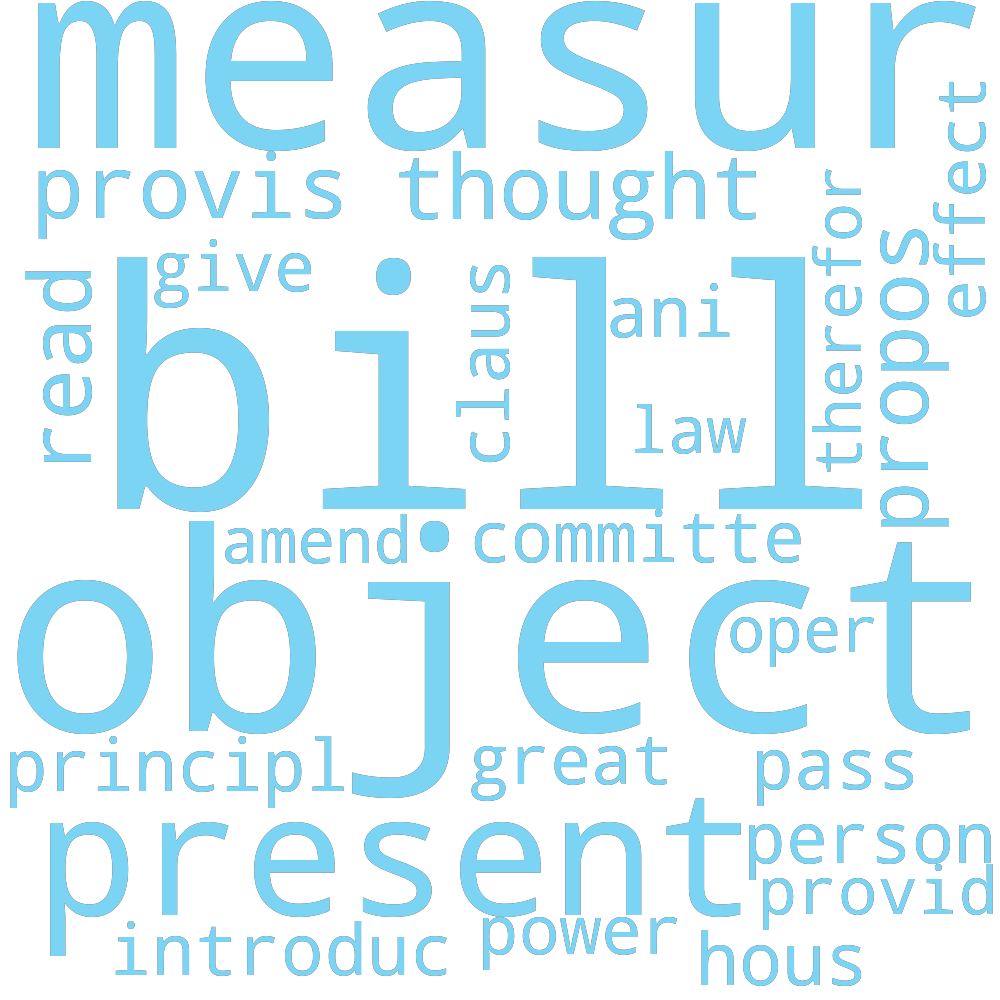 measur
effect
provis thought
therefor
propos
give
read
bill
claus
ani
law
amend committe
object
oper
principl great pass
present
person
provid
introduc power hous